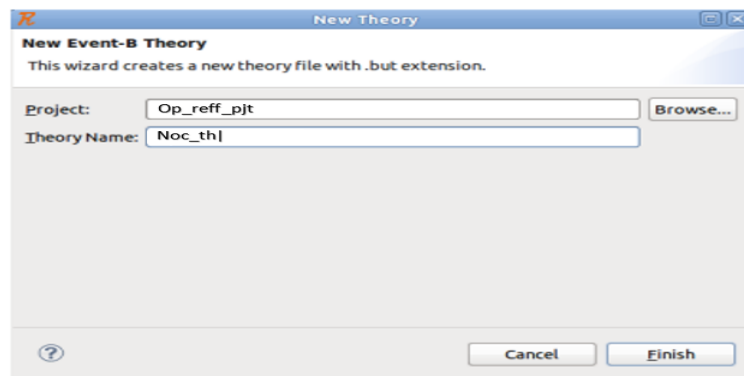 New Theory
New Event-B Theory
This wizard creates a new theory file with .but extension.
Project: Op_reff_pjt Browse...
Theory Name: Noc_th
Cancel Finish